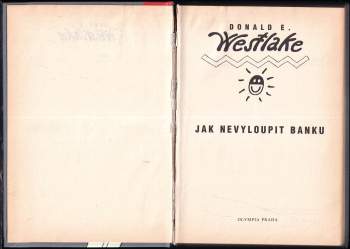 DONALD E.
Westlake
JAK NEVYLOUPIT BANKU
OLYMPIA PRAHA